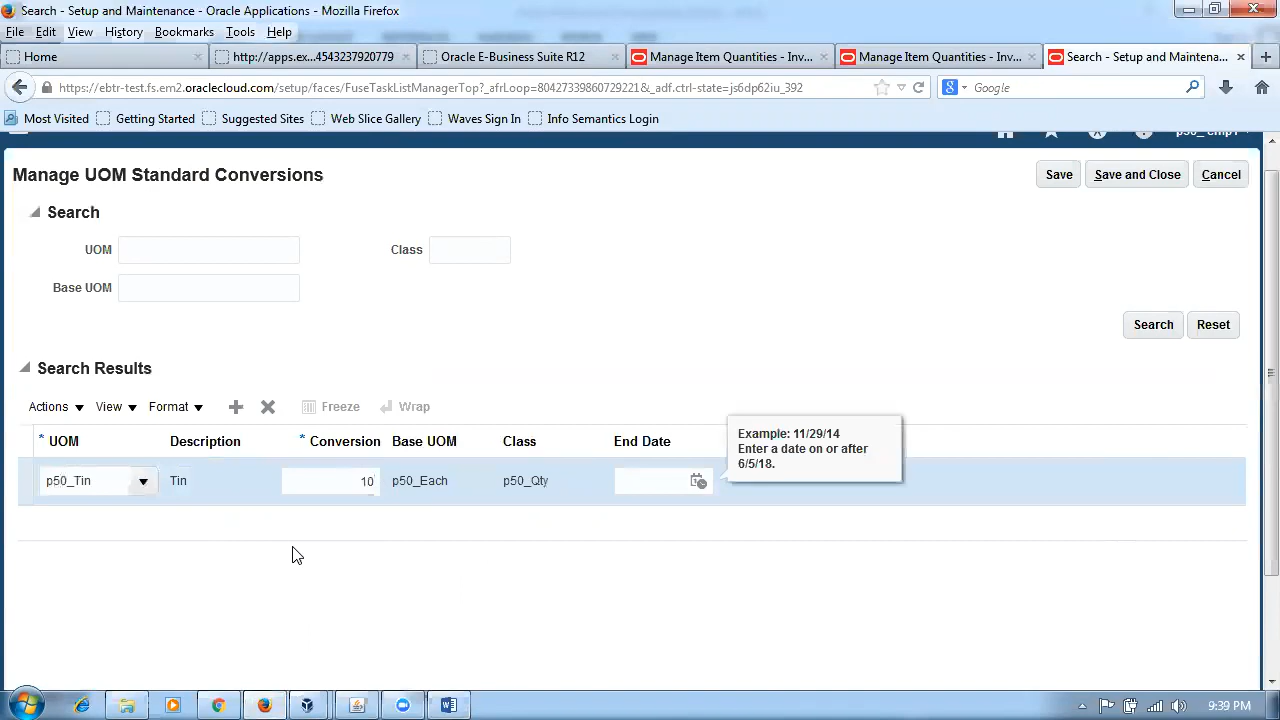 Search - Setup and Maintenance - Oracle Applications - Mozilla Firefox
File Edit View History Bookmarks Tools Help
Home http://apps.ex...4543237920779 Oracle E-Business Suite R12 Manage Item Quantities - Inv... Manage Item Quantities - Inv... Search - Setup and Maintena...
https://ebtr-test.fs.em2.oraclecloud.com/setup/faces/FuseTaskListManagerTop?_afrLoop=80427339860729221&_adf.ctrl-state=js6dp62iu_392 Google
Most Visited Getting Started Suggested Sites Web Slice Gallery Waves Sign In Info Semantics Location
Manage UOM Standard Conversions Save Save and Close Cancel
Search
UOM Class
Base UOM
Search Reset
Search Results
Actions View Format Freeze Wrap
* UOM Description * Conversion Base UOM Class End Date
p50_Tin Tin 10 p50_Each p50_Qty
Example: 11/29/14
Enter a date on or after
6/5/18.
9:39 PM